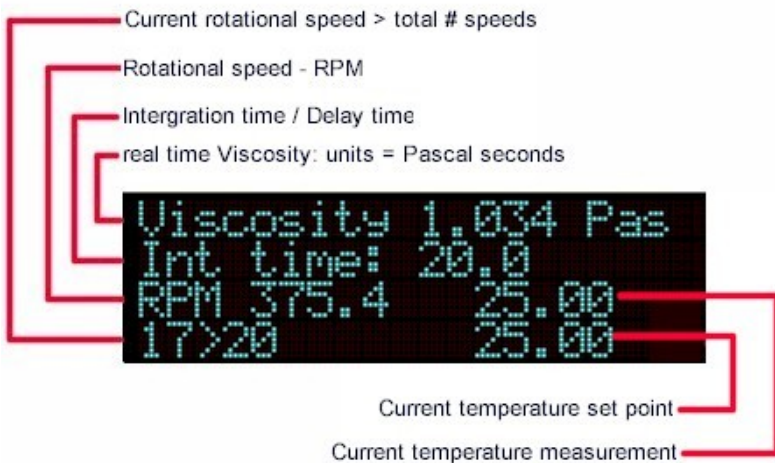 Current rotational speed > total # speeds
Rotational speed - RPM
Intergration time / Delay time
real time Viscosity: units = Pascal seconds
Viscosity 1.034 Pas
Int time: 20.0
RPM 375.4 25.00
17>20 25.00
Current temperature set point
Current temperature measurement